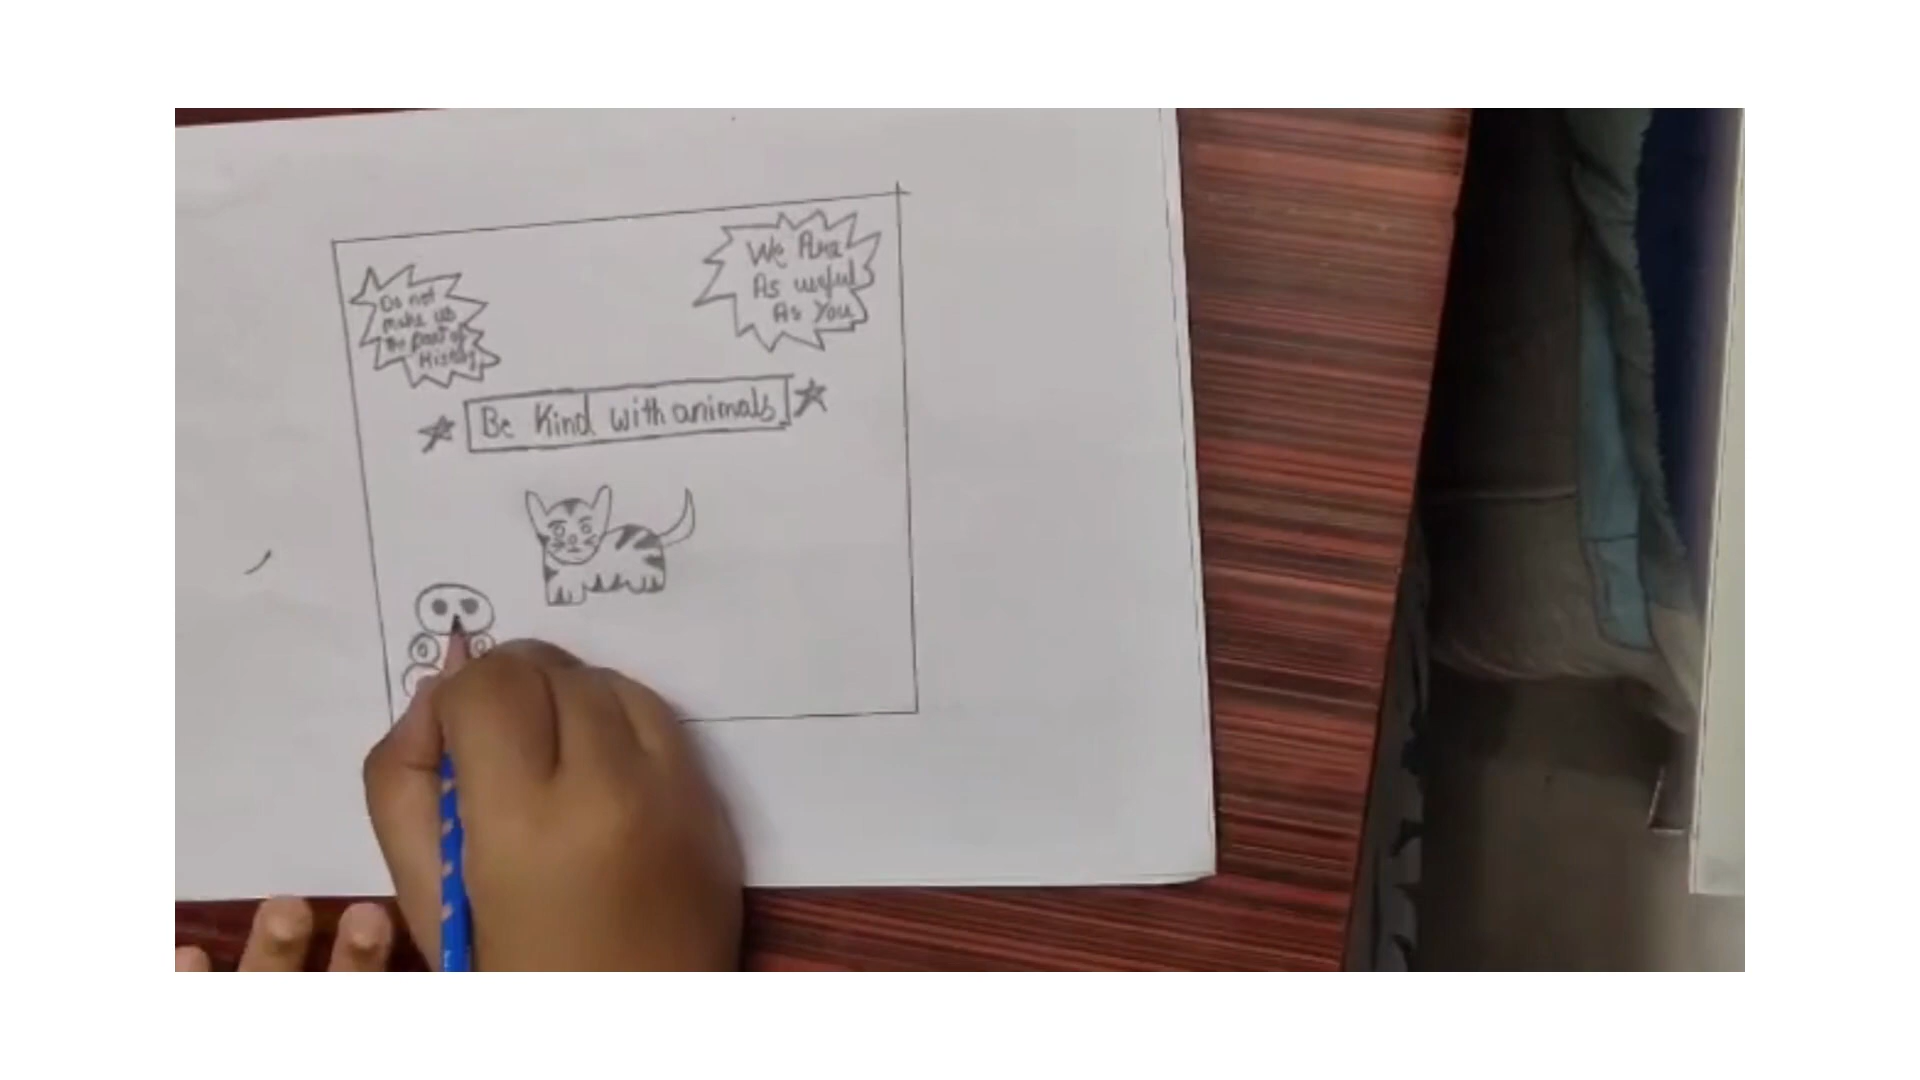 We Are
As useful
As You
Do not
make us
the part of
History
Be Kind with animals